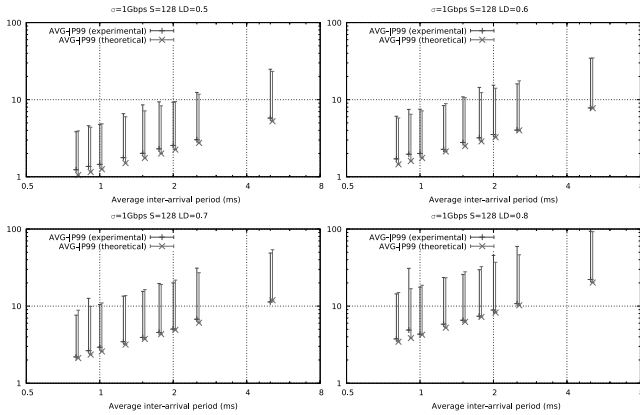 σ=1Gbps S=128 LD=0.5
100
10
1
AVG-|P99 (experimental)
AVG-|P99 (theoretical)
0.5
1
2
4
8
Average inter-arrival period (ms)
σ=1Gbps S=128 LD=0.6
100
10
1
AVG-|P99 (experimental)
AVG-|P99 (theoretical)
0.5
1
2
4
8
Average inter-arrival period (ms)
σ=1Gbps S=128 LD=0.7
100
10
1
AVG-|P99 (experimental)
AVG-|P99 (theoretical)
0.5
1
2
4
8
Average inter-arrival period (ms)
σ=1Gbps S=128 LD=0.8
100
10
1
AVG-|P99 (experimental)
AVG-|P99 (theoretical)
0.5
1
2
4
8
Average inter-arrival period (ms)